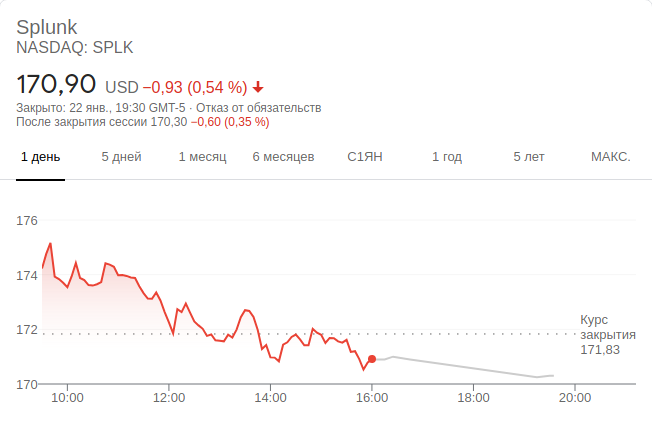 Splunk
NASDAQ: SPLK
170,90 USD −0,93 (0,54 %)
Закрыто: 22 янв., 19:30 GMT-5 · Отказ от обязательств
После закрытия сессии 170,30 −0,60 (0,35 %)
1 день 5 дней 1 месяц 6 месяцев С1ЯН 1 год 5 лет МАКС.
176
174
172
170
Курс
закрытия
171,83
10:00 12:00 14:00 16:00 18:00 20:00